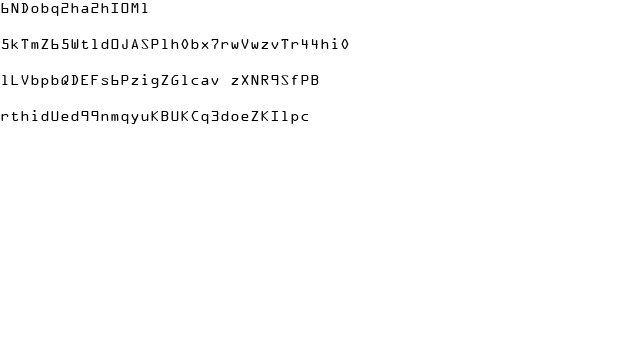 6NDobq2ha2hIOM1
5kTmZ65Wtld0JASPlh0bx7rwVwzvTr44hi0
1LVbpbQDEFs6PzigZG1cav zXNR9SfPB
rthidUed99nmqyuKBUKCq3doeZKI1pc